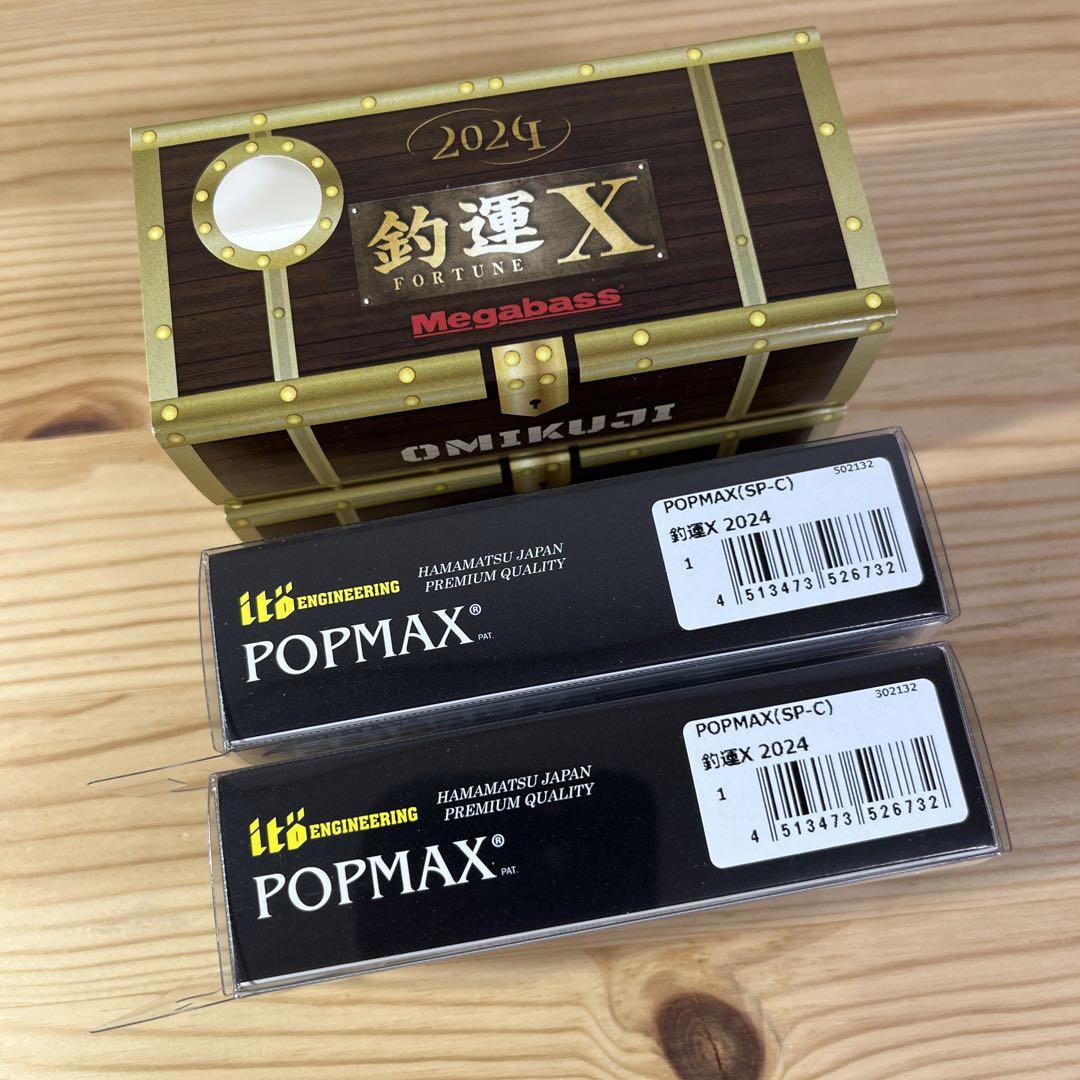 2024
釣運X
FORTUNE
Megabass
OMIKUJI
502132
POPMAX(SP-C)
釣運X 2024
1
4 513473 526732
itö ENGINEERING
HAMAMATSU JAPAN
PREMIUM QUALITY
POPMAX®
PAT.
302132
POPMAX(SP-C)
釣運X 2024
1
4 513473 526732
itö ENGINEERING
HAMAMATSU JAPAN
PREMIUM QUALITY
POPMAX®
PAT.